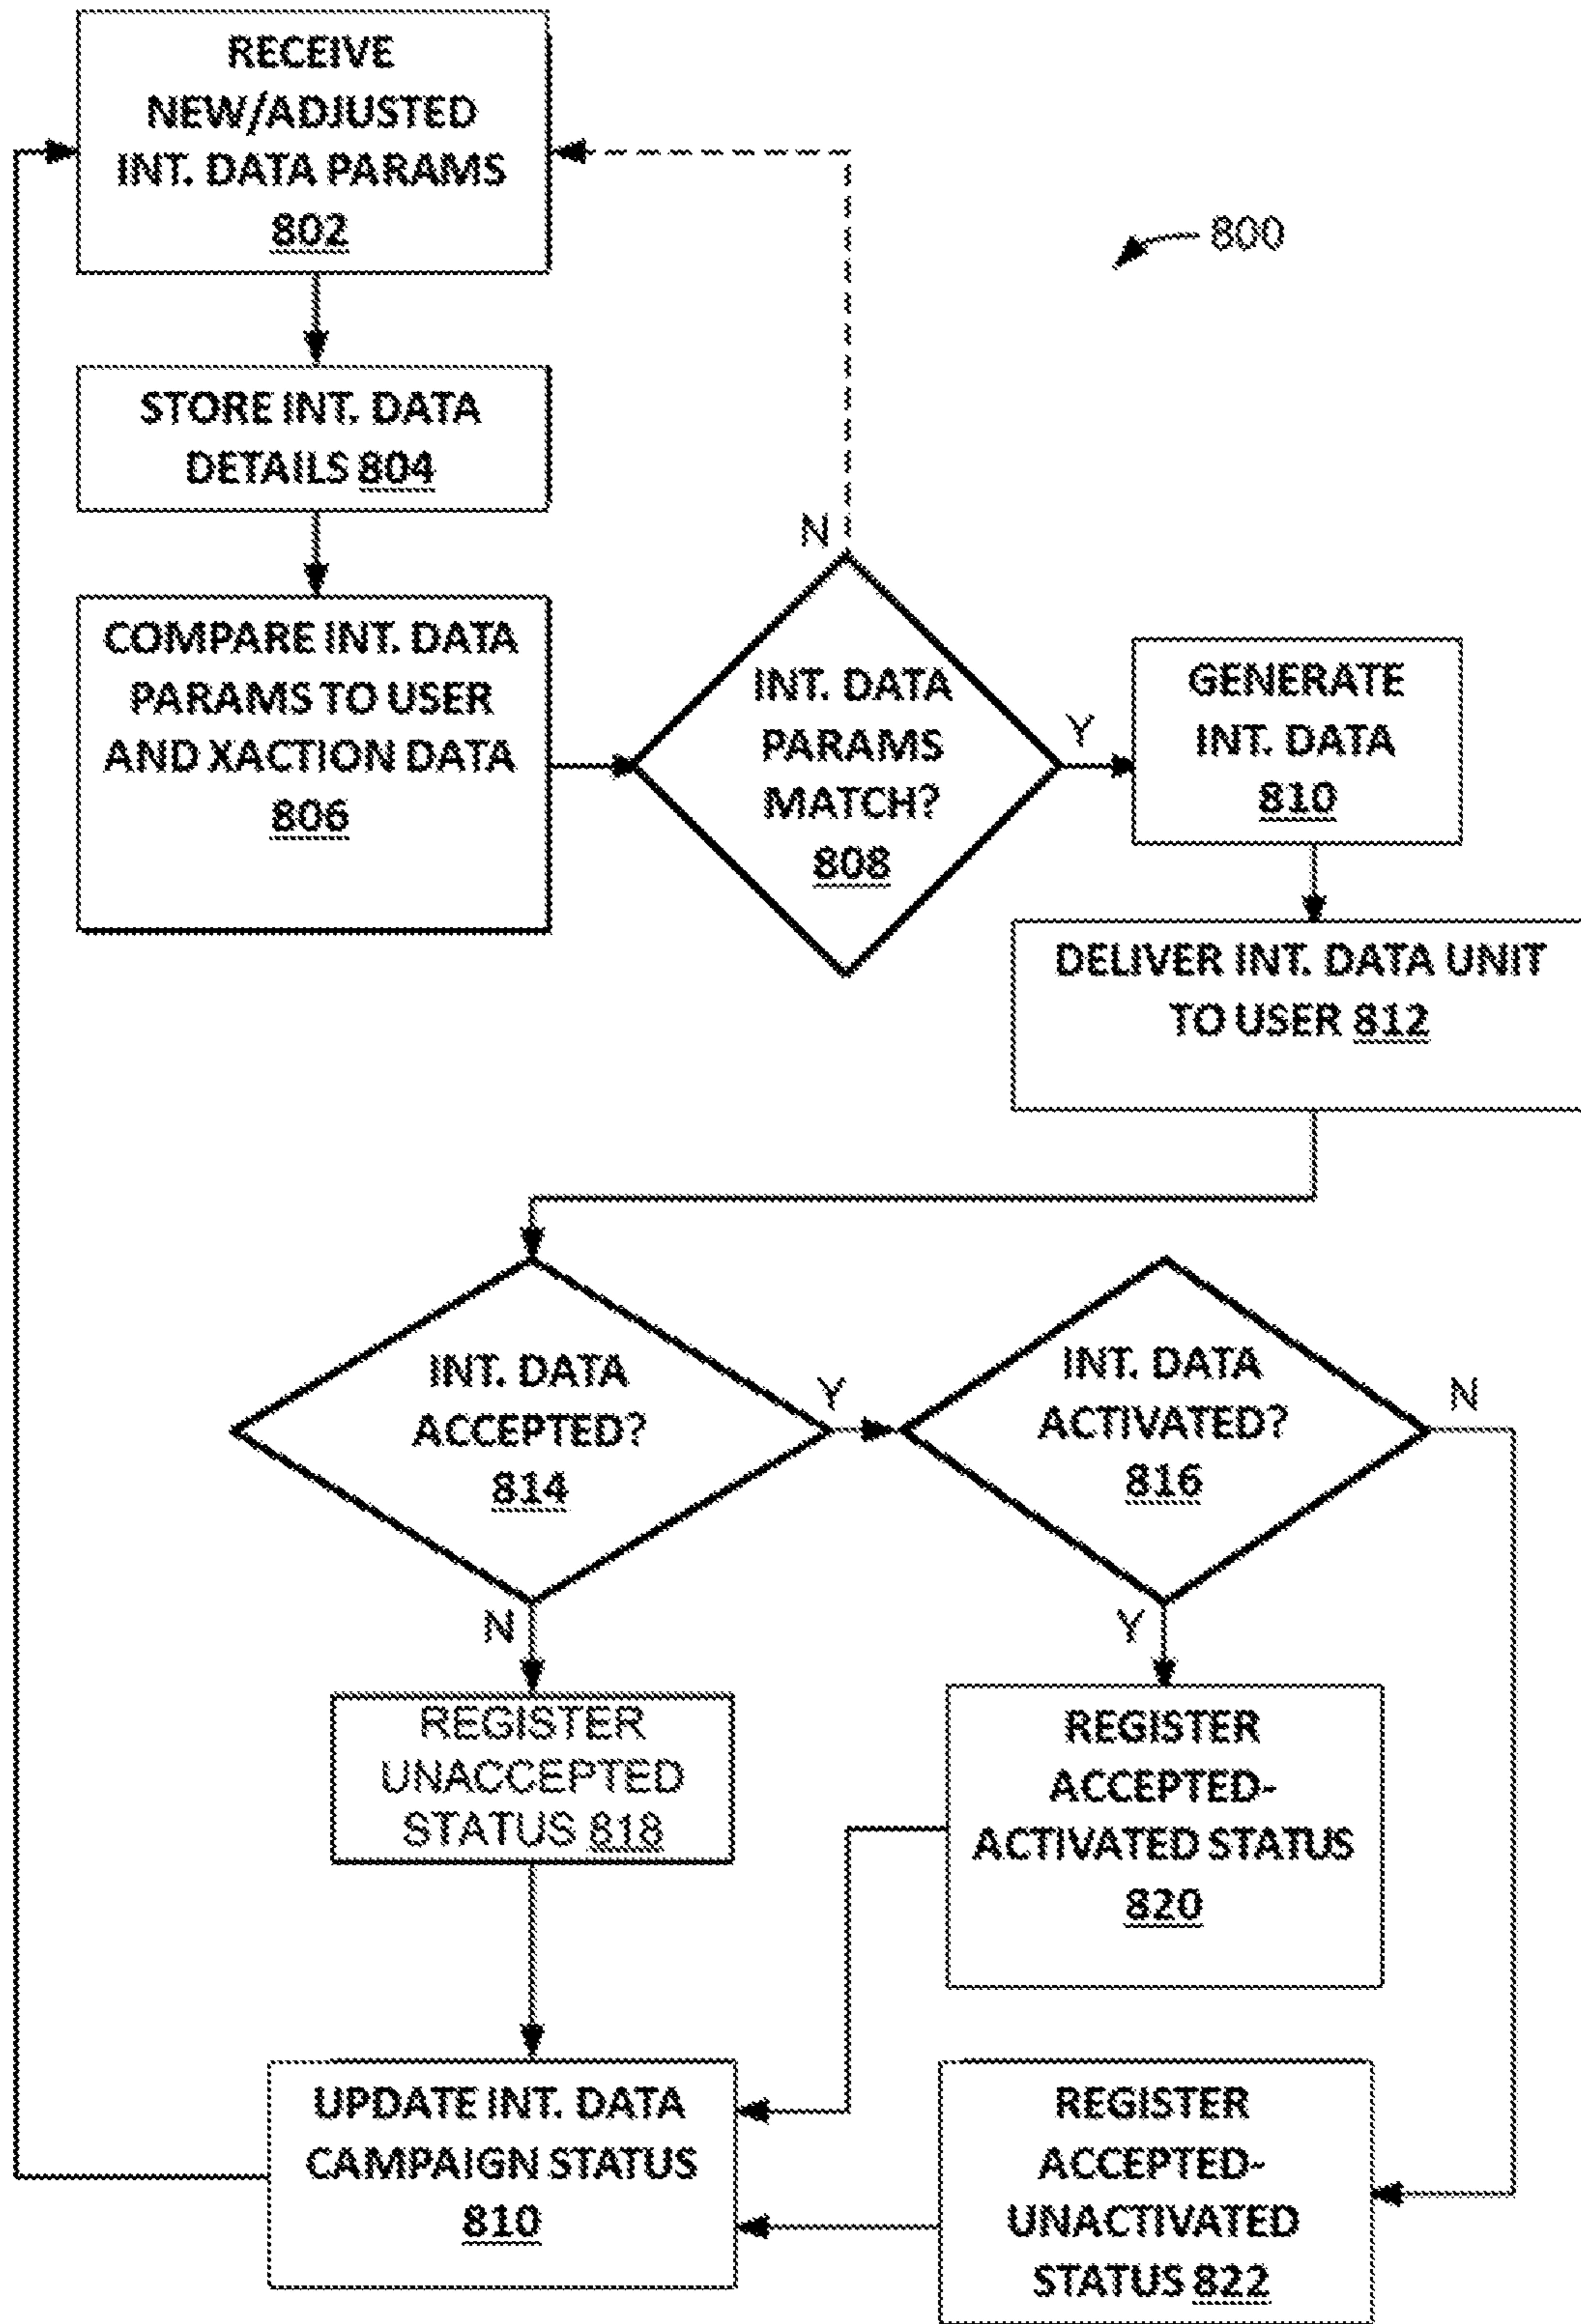 RECEIVE
NEW/ADJUSTED
INT. DATA PARAMS
802
800
STORE INT. DATA
DETAILS 804
N
COMPARE INT. DATA
PARAMS TO USER
AND XACTION DATA
806
INT. DATA
PARAMS
MATCH?
808
Y
GENERATE
INT. DATA
810
DELIVER INT. DATA UNIT
TO USER 812
INT. DATA
ACCEPTED?
814
Y
INT. DATA
ACTIVATED?
816
N
N
Y
REGISTER
UNACCEPTED
STATUS 818
REGISTER
ACCEPTED-
ACTIVATED STATUS
820
UPDATE INT. DATA
CAMPAIGN STATUS
810
REGISTER
ACCEPTED-
UNACTIVATED
STATUS 822